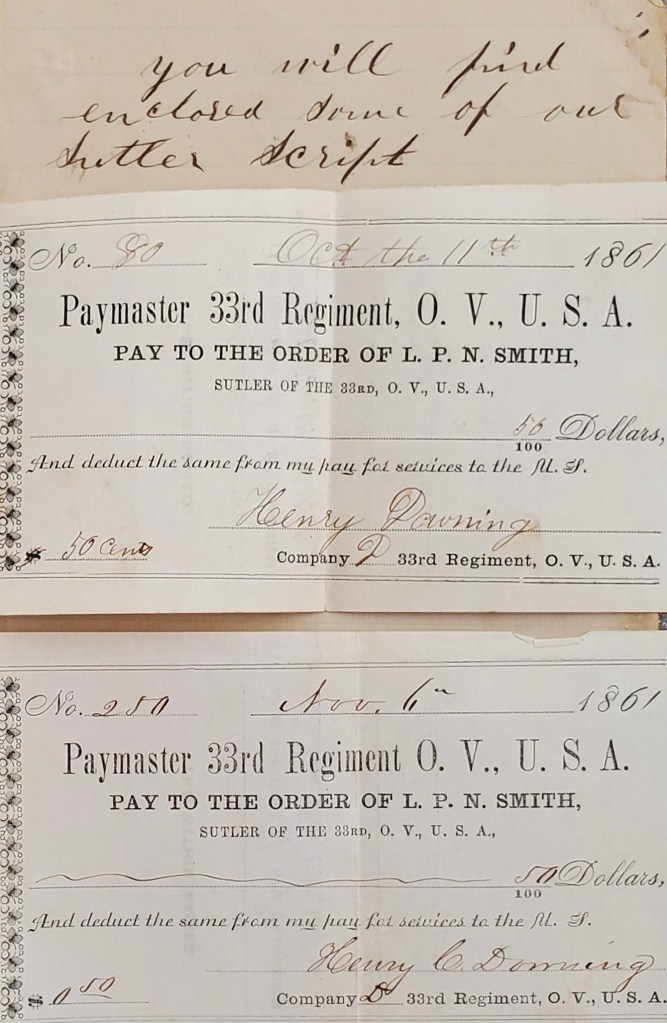 you will find
enclosed some of our
sutler script
No. 80 Oct the 11th 1861
Paymaster 33rd Regiment, O. V., U. S. A.
PAY TO THE ORDER OF L. P. N. SMITH,
SUTLER OF THE 33RD, O. V., U. S. A.,
50/100 Dollars,
And deduct the same from my pay for services to the U. S.
Henry Downing
$ 50 cents Company D 33rd Regiment, O. V., U. S. A.
No. 250 Nov. 6th 1861
Paymaster 33rd Regiment O. V., U. S. A.
PAY TO THE ORDER OF L. P. N. SMITH,
SUTLER OF THE 33RD, O. V., U. S. A.,
50/100 Dollars,
And deduct the same from my pay for services to the U. S.
Henry C. Downing
$ 0 50 Company D 33rd Regiment, O. V., U. S. A.